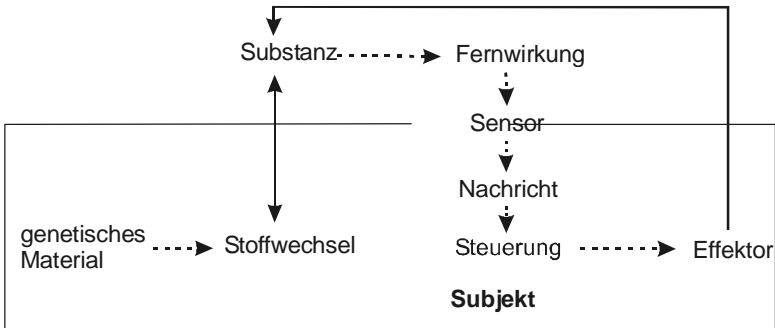 Substanz
Fernwirkung
Sensor
Nachricht
genetisches
Material
Stoffwechsel
Steuerung
Effektor
Subjekt